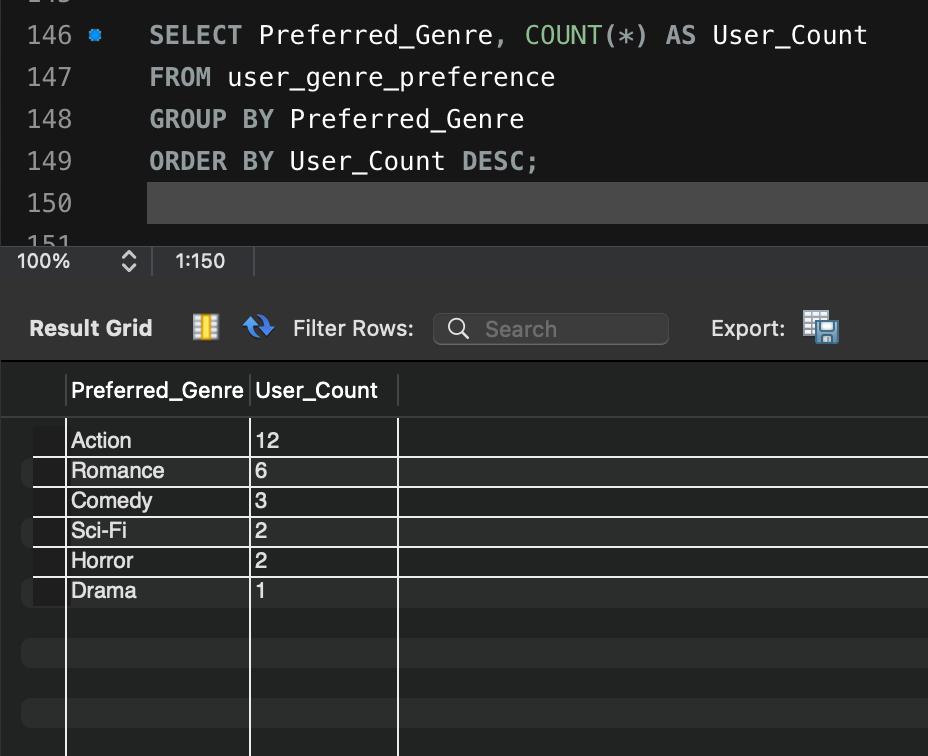 145
146 SELECT Preferred_Genre, COUNT(*) AS User_Count
147 FROM user_genre_preference
148 GROUP BY Preferred_Genre
149 ORDER BY User_Count DESC;
150
151
100% 1:150
Result Grid Filter Rows: Search Export:
Preferred_Genre User_Count
Action 12
Romance 6
Comedy 3
Sci-Fi 2
Horror 2
Drama 1